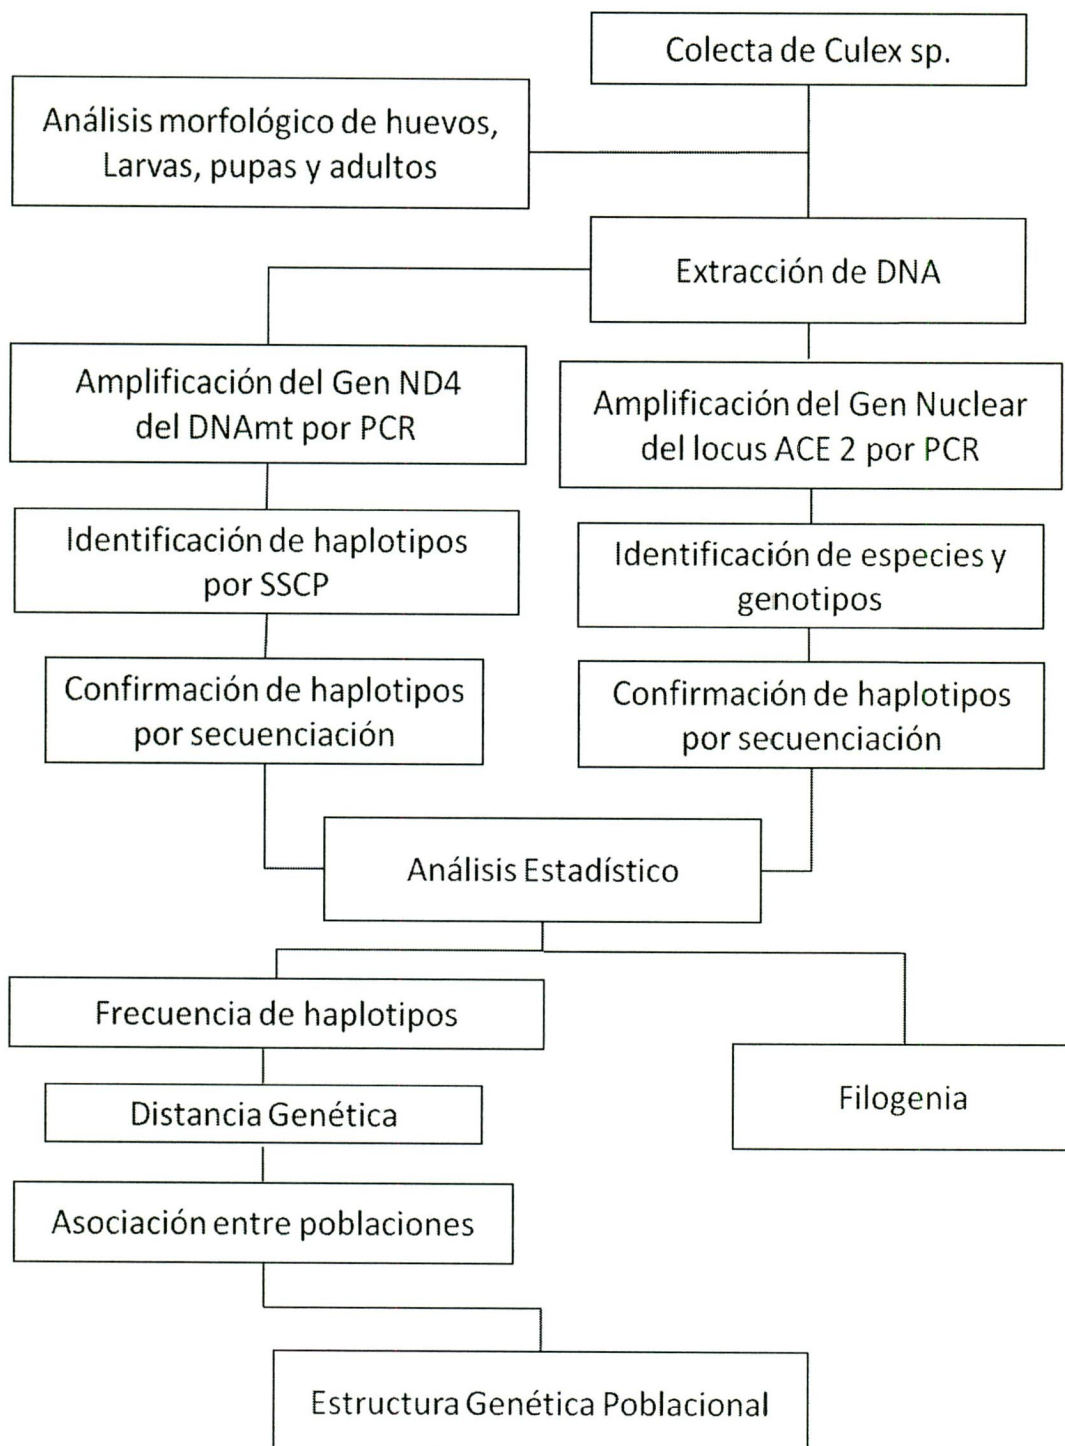 Colecta de Culex sp.
Análisis morfológico de huevos,
Larvas, pupas y adultos
Extracción de DNA
Amplificación del Gen ND4
del DNAmt por PCR
Amplificación del Gen Nuclear
del locus ACE 2 por PCR
Identificación de haplotipos
por SSCP
Identificación de especies y
genotipos
Confirmación de haplotipos
por secuenciación
Confirmación de haplotipos
por secuenciación
Análisis Estadístico
Frecuencia de haplotipos
Filogenia
Distancia Genética
Asociación entre poblaciones
Estructura Genética Poblacional